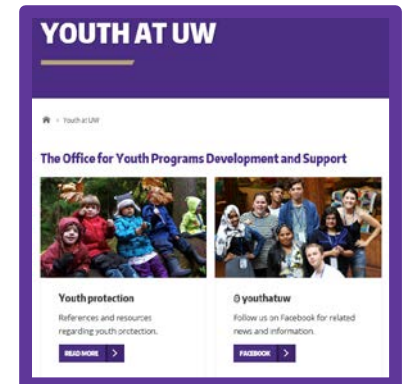 YOUTH AT UW
Youth at UW
The Office for Youth Programs Development and Support
Youth protection
References and resources
regarding youth protection.
READ MORE >
@ youthatuw
Follow us on Facebook for related
news and information.
FACEBOOK >